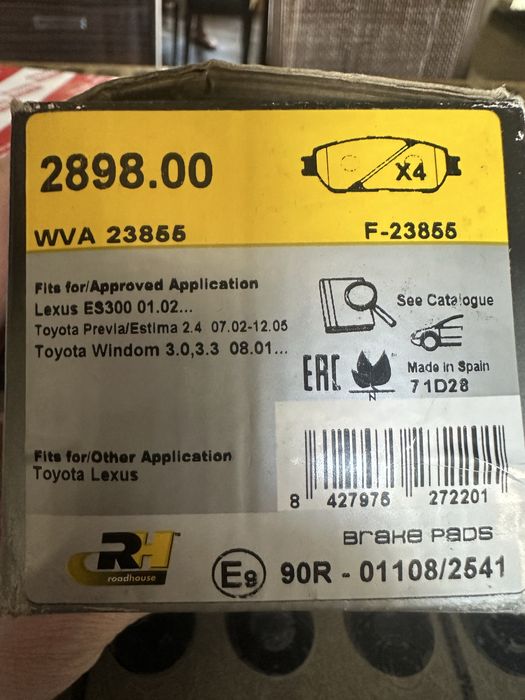 2898.00
X4
WVA 23855
F-23855
Fits for/Approved Application
Lexus ES300 01.02...
Toyota Previa/Estima 2.4 07.02-12.05
Toyota Windom 3.0,3.3 08.01...
See Catalogue
EAC
N
Made in Spain
71D28
Fits for/Other Application
Toyota Lexus
8 427975 272201
Brake Pads
RH
roadhouse
E9 90R - 01108/2541